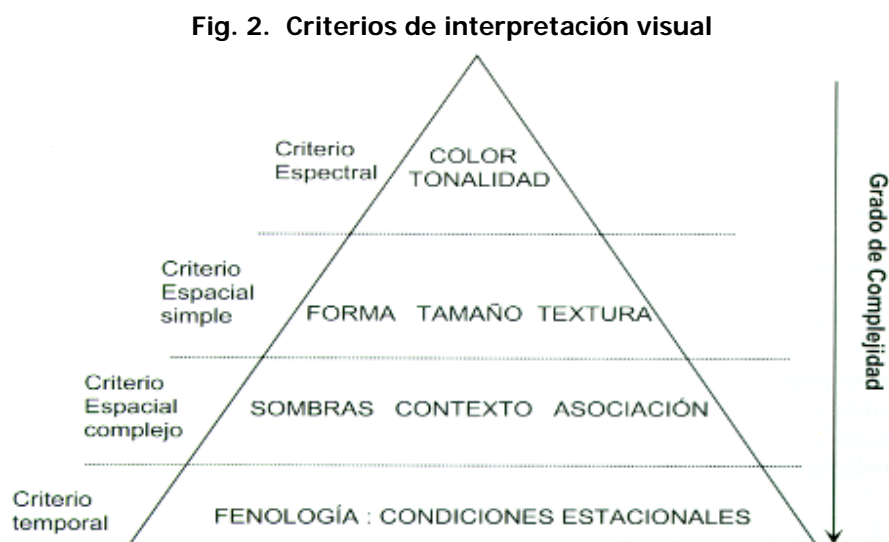 Fig. 2. Criterios de interpretación visual
Criterio
Espectral
COLOR
TONALIDAD
Criterio
Espacial
simple
FORMA TAMAÑO TEXTURA
Criterio
Espacial
complejo
SOMBRAS CONTEXTO ASOCIACIÓN
Criterio
temporal
FENOLOGÍA : CONDICIONES ESTACIONALES
Grado de Complejidad